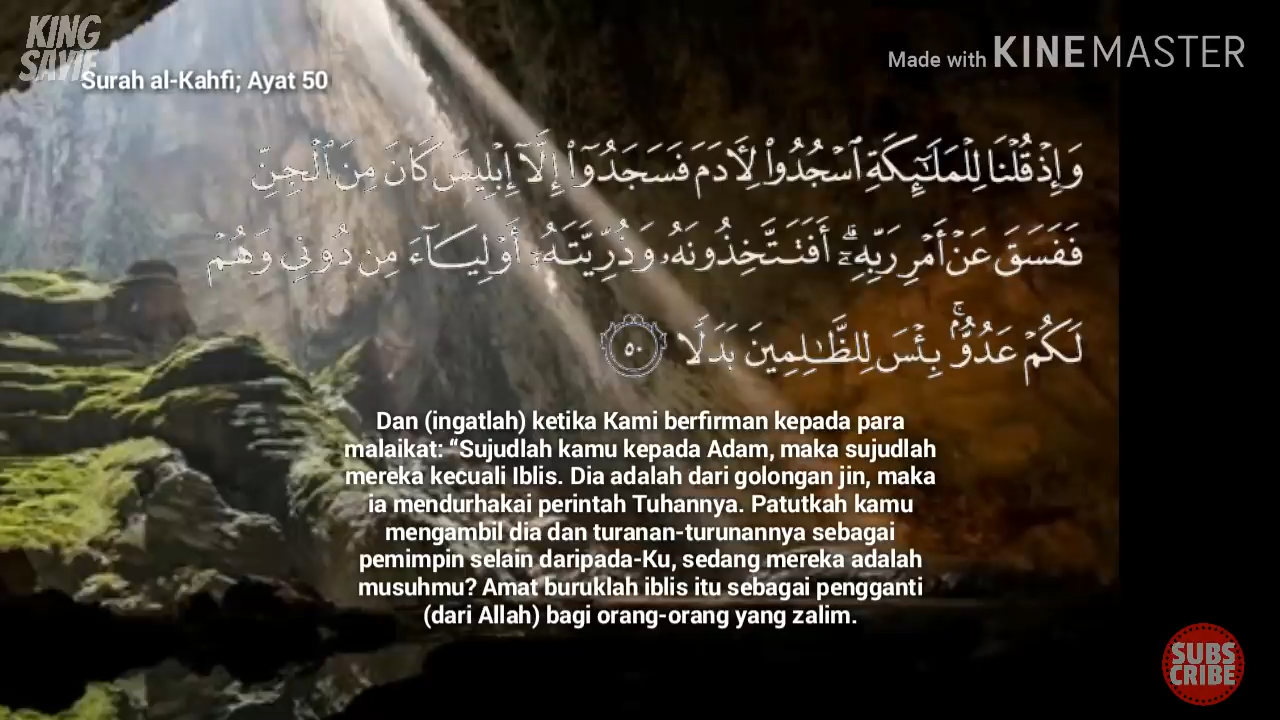 KING
SAYIE
Surah al-Kahfi; Ayat 50
Made with KINEMASTER
وَإِذْ قُلْنَا لِلْمَلَٰٓئِكَةِ ٱسْجُدُوا۟ لِـَٔادَمَ فَسَجَدُوٓا۟ إِلَّآ إِبْلِيسَ كَانَ مِنَ ٱلْجِنِّ
فَفَسَقَ عَنْ أَمْرِ رَبِّهِۦٓ ۗ أَفَتَتَّخِذُونَهُۥ وَذُرِّيَّتَهُۥٓ أَوْلِيَآءَ مِن دُونِى وَهُمْ
لَكُمْ عَدُوٌّۢ ۚ بِئْسَ لِلظَّٰلِمِينَ بَدَلًا ٥٠
Dan (ingatlah) ketika Kami berfirman kepada para
malaikat: “Sujudlah kamu kepada Adam, maka sujudlah
mereka kecuali Iblis. Dia adalah dari golongan jin, maka
ia mendurhakai perintah Tuhannya. Patutkah kamu
mengambil dia dan turanan-turunannya sebagai
pemimpin selain daripada-Ku, sedang mereka adalah
musuhmu? Amat buruklah iblis itu sebagai pengganti
(dari Allah) bagi orang-orang yang zalim.
SUBS
CRIBE